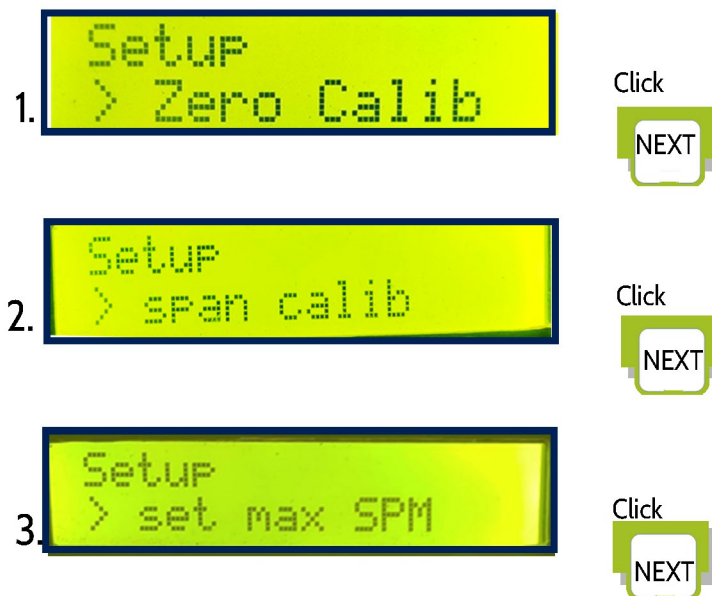 Setup
> Zero Calib
1.
Click
NEXT
Setup
> span calib
2.
Click
NEXT
Setup
> set max SPM
3.
Click
NEXT